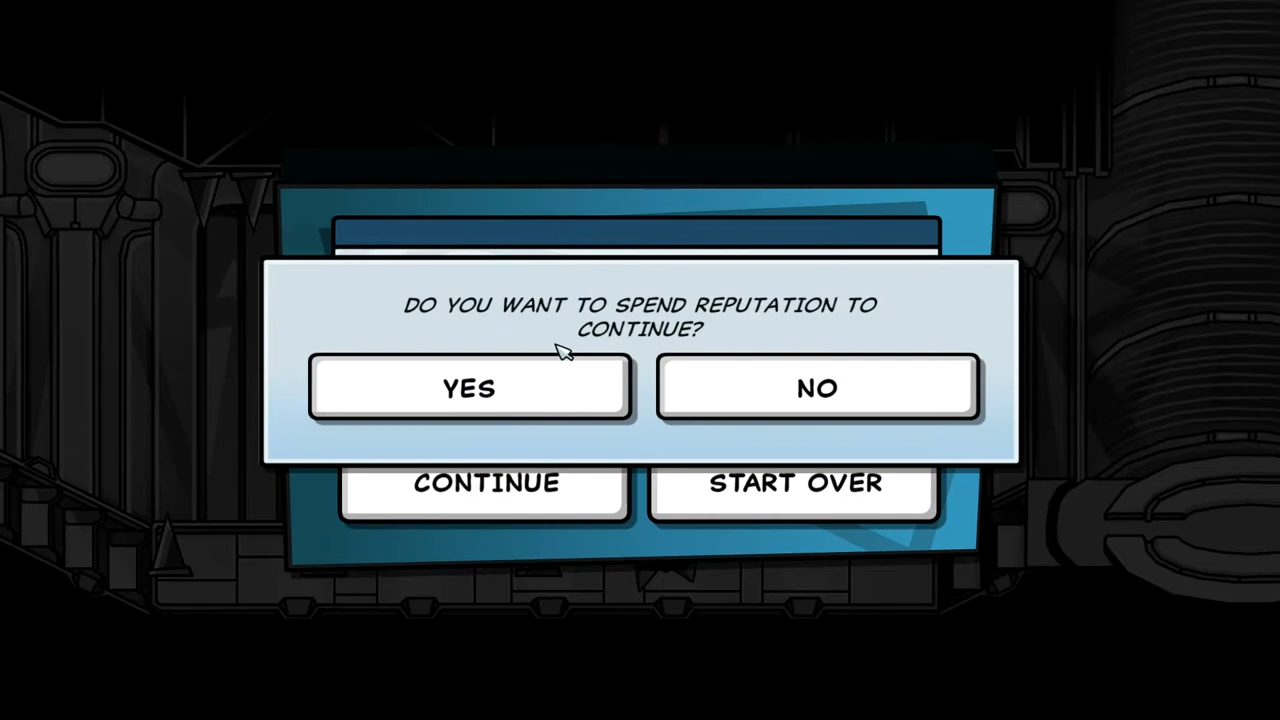 DO YOU WANT TO SPEND REPUTATION TO
CONTINUE?
YES
NO
CONTINUE
START OVER